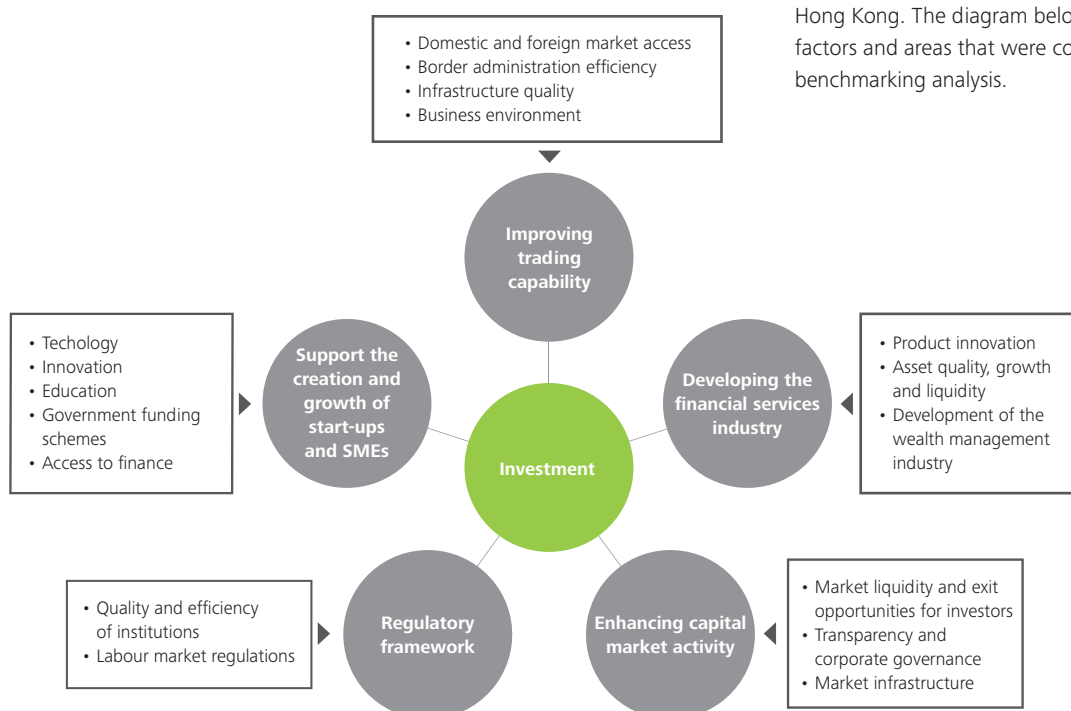 Hong Kong. The diagram belo
factors and areas that were co
benchmarking analysis.
• Domestic and foreign market access
• Border administration efficiency
• Infrastructure quality
• Business environment
Improving
trading
capability
• Techology
• Innovation
• Education
• Government funding
schemes
• Access to finance
Support the
creation and
growth of
start-ups
and SMEs
Developing the
financial services
industry
• Product innovation
• Asset quality, growth
and liquidity
• Development of the
wealth management
industry
Investment
• Quality and efficiency
of institutions
• Labour market regulations
Regulatory
framework
Enhancing capital
market activity
• Market liquidity and exit
opportunities for investors
• Transparency and
corporate governance
• Market infrastructure